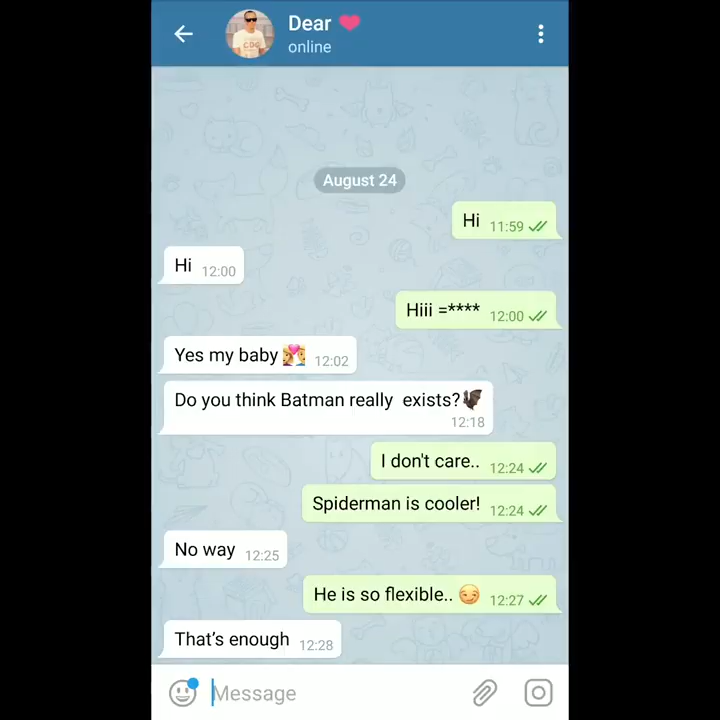 Dear ❤
online
August 24
Hi 11:59
Hi 12:00
Hiii =**** 12:00
Yes my baby 12:02
Do you think Batman really exists?🦇
12:18
I don't care.. 12:24
Spiderman is cooler! 12:24
No way 12:25
He is so flexible.. 😏 12:27
That’s enough 12:28
Message